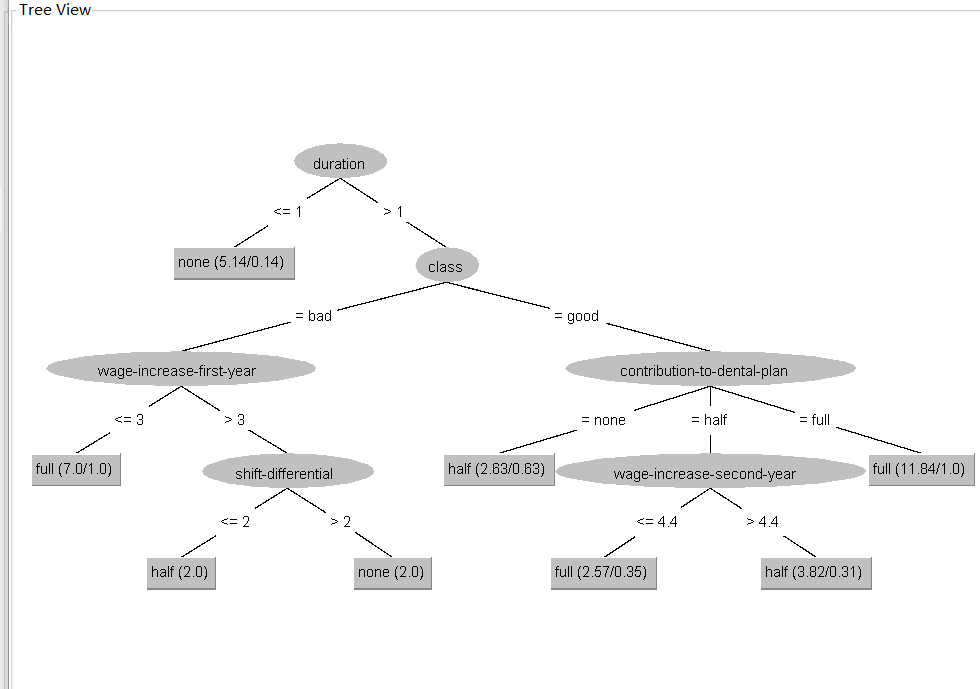 Tree View
duration
<= 1
> 1
none (5.14/0.14)
class
= bad
= good
wage-increase-first-year
contribution-to-dental-plan
<= 3
> 3
= none
= half
= full
full (7.0/1.0)
shift-differential
half (2.63/0.63)
wage-increase-second-year
full (11.84/1.0)
<= 2
> 2
<= 4.4
> 4.4
half (2.0)
none (2.0)
full (2.57/0.35)
half (3.82/0.31)